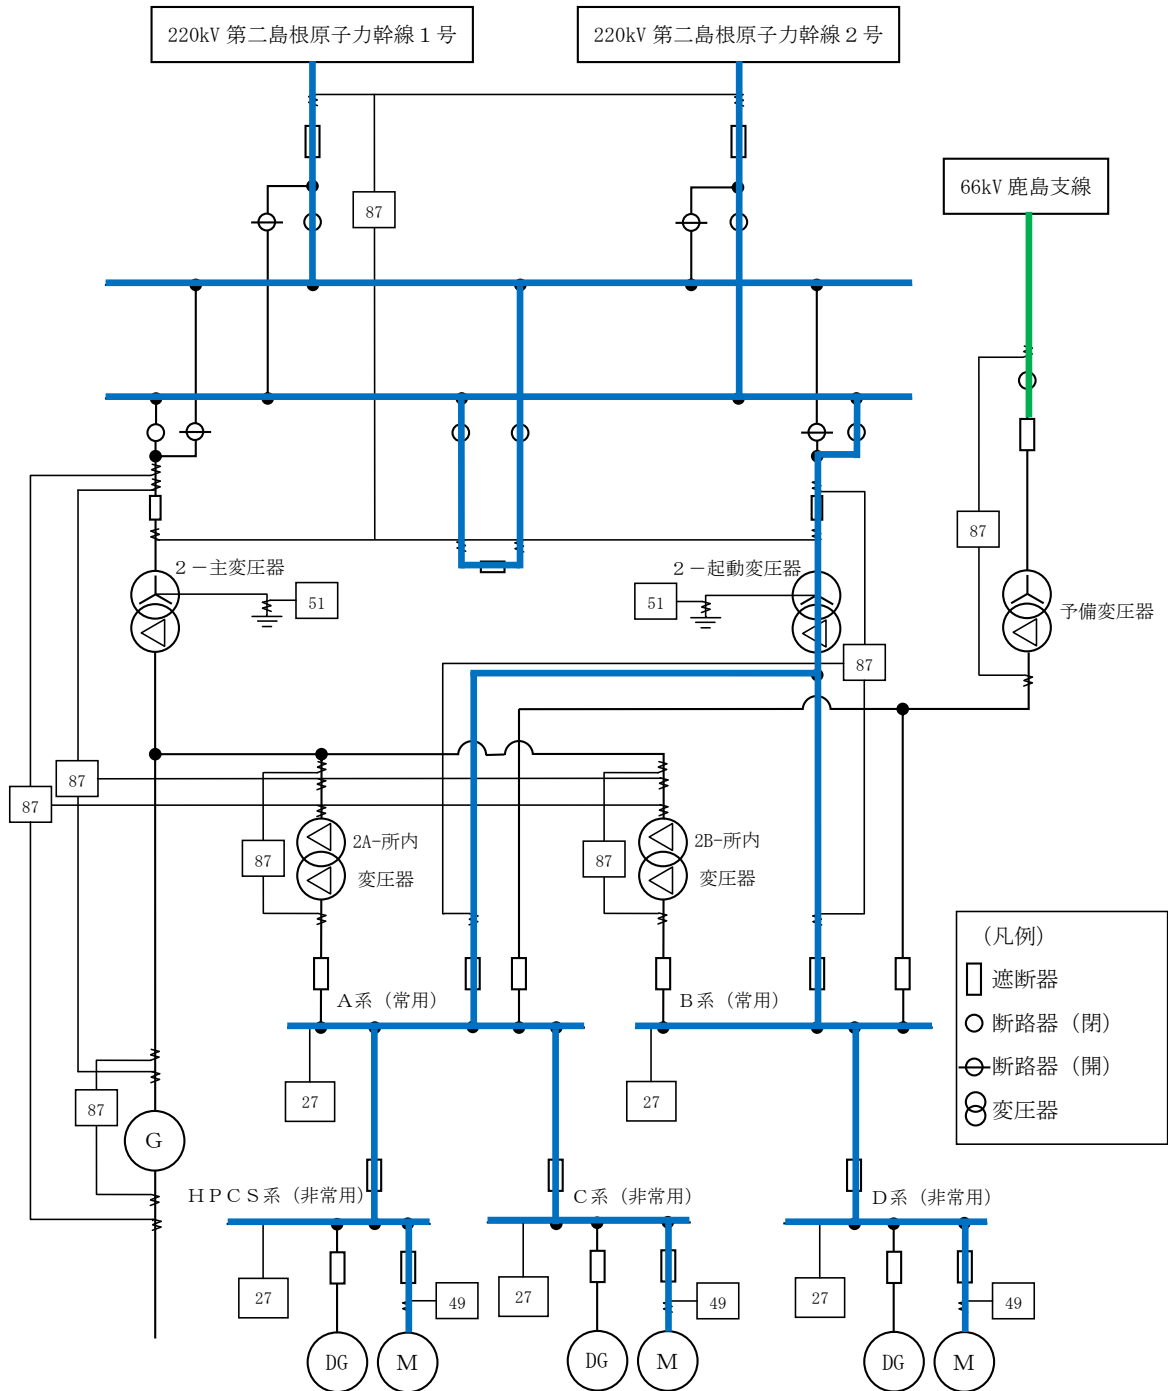 220kV 第二島根原子力幹線１号
220kV 第二島根原子力幹線２号
66kV 鹿島支線
87
87
２－主変圧器
２－起動変圧器
予備変圧器
51
51
87
87
87
2A-所内
変圧器
87
2B-所内
変圧器
87
（凡例）
遮断器
断路器（閉）
断路器（開）
変圧器
Ａ系（常用）
Ｂ系（常用）
27
27
87
G
ＨＰＣＳ系（非常用）
Ｃ系（非常用）
Ｄ系（非常用）
27
49
27
49
27
49
DG
M
DG
M
DG
M